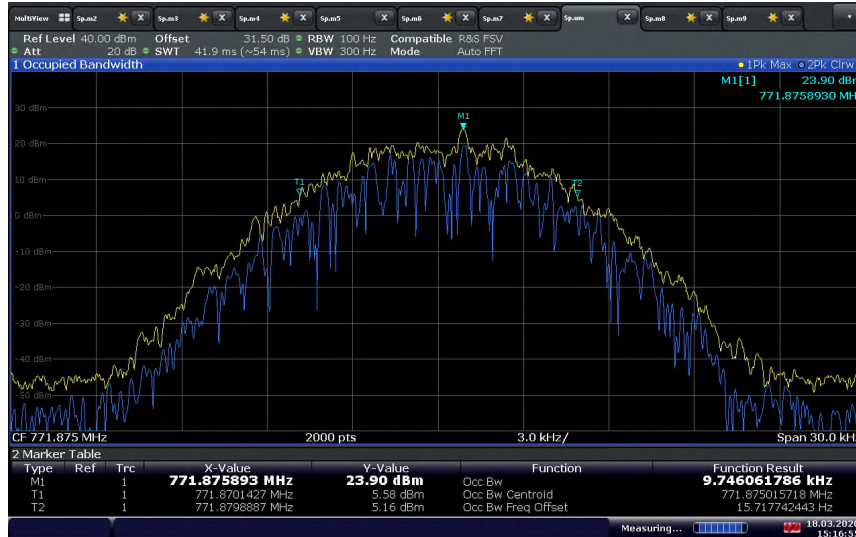 MultiView Sp.m2 X Sp.m3 X Sp.m4 X Sp.m5 X Sp.m6 X Sp.m7 X Sp.um X Sp.m8 X Sp.m9 X
Ref Level 40.00 dBm Offset 31.50 dB RBW 100 Hz Compatible R&S FSV
Att 20 dB SWT 41.9 ms (~54 ms) VBW 300 Hz Mode Auto FFT
1 Occupied Bandwidth 1Pk Max 2Pk Clrw
M1[1] 23.90 dBm
771.8758930 MH
30 dBm
M1
20 dBm
T1
T2
10 dBm
0 dBm
-10 dBm
-20 dBm
-30 dBm
-40 dBm
-50 dBm
CF 771.875 MHz 2000 pts 3.0 kHz/ Span 30.0 kHz
2 Marker Table
Type Ref Trc X-Value Y-Value Function Function Result
M1 1 771.875893 MHz 23.90 dBm Occ Bw 9.746061786 kHz
T1 1 771.8701427 MHz 5.58 dBm Occ Bw Centroid 771.875015718 MHz
T2 1 771.8798887 MHz 5.16 dBm Occ Bw Freq Offset 15.717742443 Hz
Measuring... 18.03.2020
15:16:55